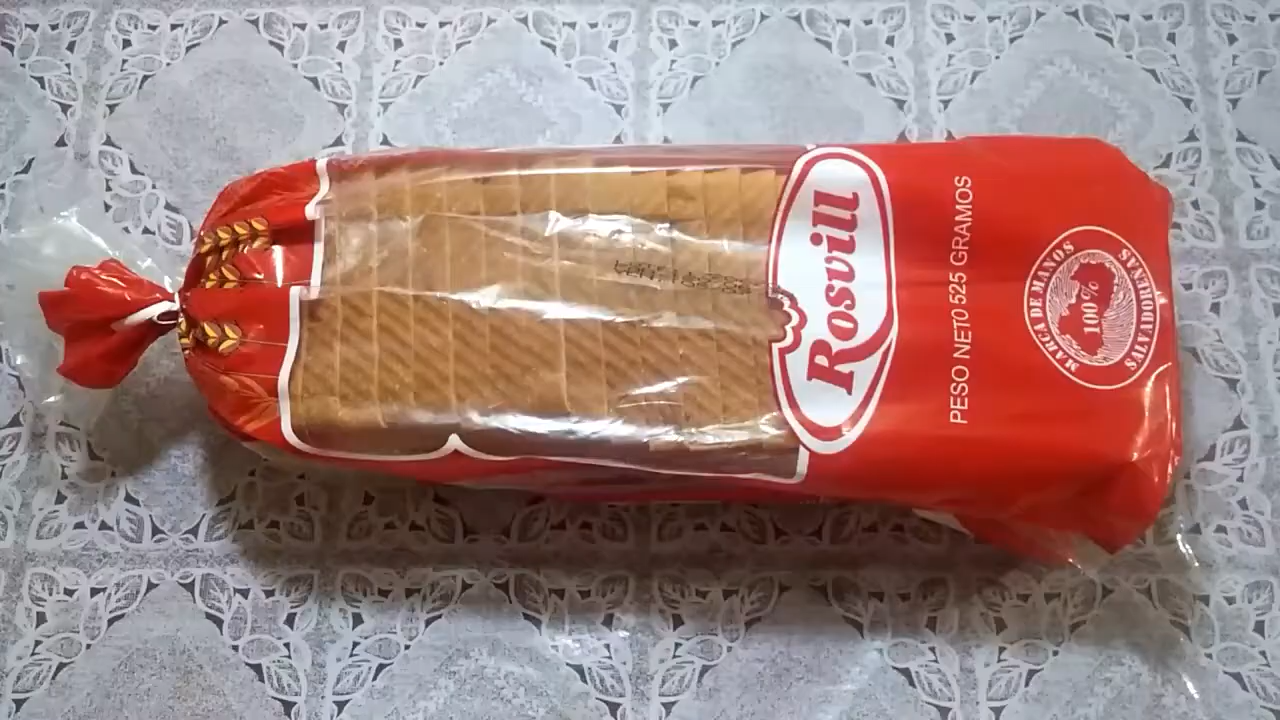 Rosvill
PESO NETO 525 GRAMOS
MARCA DE MANOS
100%
SALVADOREÑAS